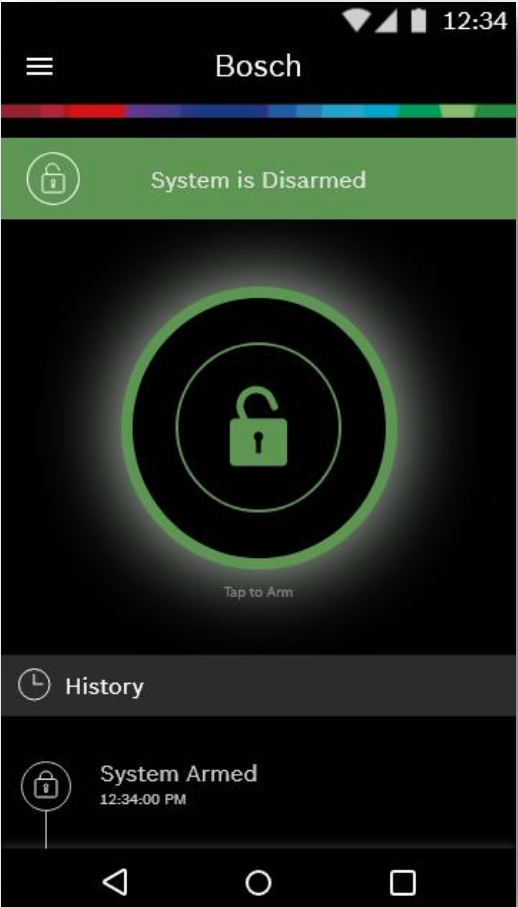 12:34
Bosch
System is Disarmed
Tap to Arm
History
System Armed
12:34:00 PM